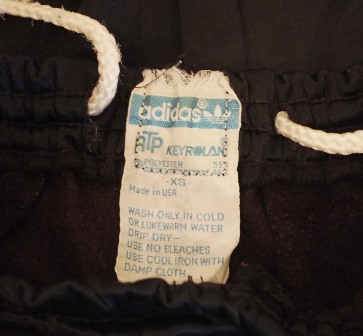 adidas
ATP KEYROLAN
POLYESTER 55%
-XS-
Made in USA
WASH ONLY IN COLD
OR LUKEWARM WATER
DRIP DRY—
USE NO BLEACHES
USE COOL IRON WITH
DAMP CLOTH